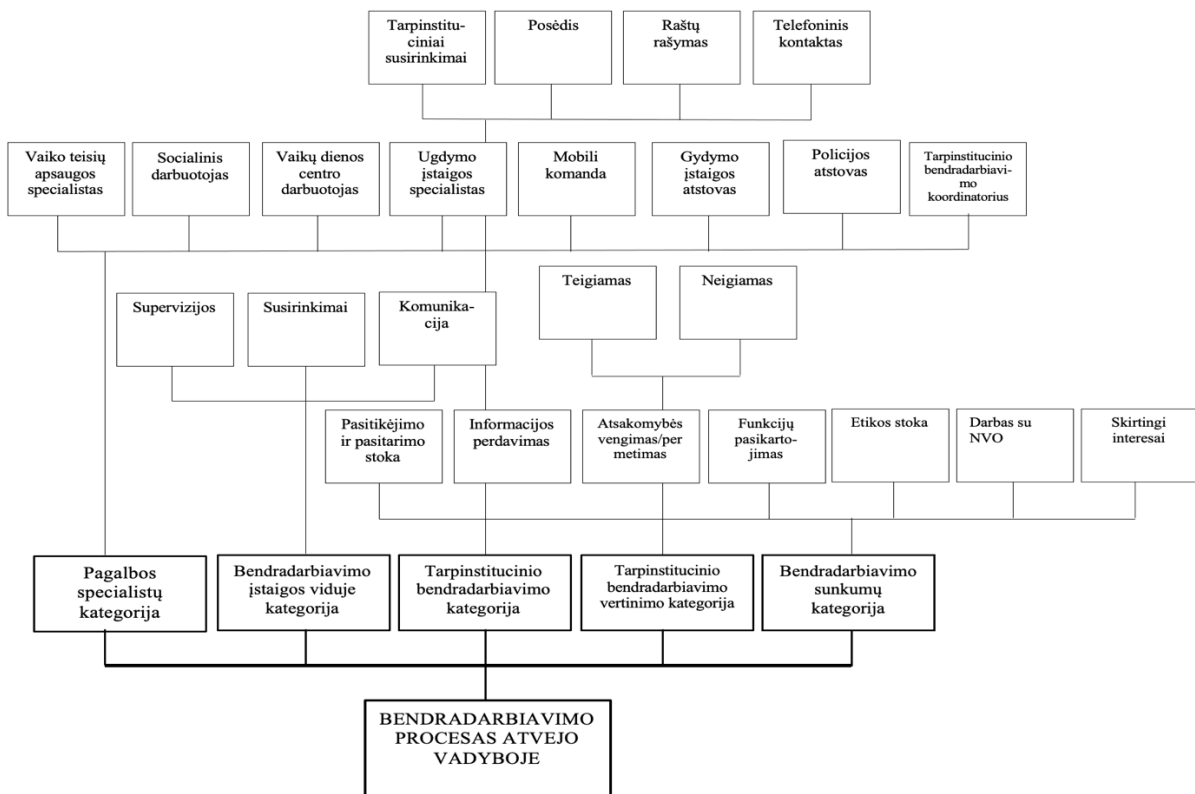 Tarpinstitu-
ciniai
susirinkimai
Posėdis
Raštų
rašymas
Telefoninis
kontaktas
Vaiko teisių
apsaugos
specialistas
Socialinis
darbuotojas
Vaikų dienos
centro
darbuotojas
Ugdymo
įstaigos
specialistas
Mobili
komanda
Gydymo
įstaigos
atstovas
Policijos
atstovas
Tarpinstitucinio
bendradarbiavi-
mo
koordinatorius
Supervizijos
Susirinkimai
Komunika-
cija
Teigiamas
Neigiamas
Pasitikėjimo
ir pasitarimo
stoka
Informacijos
perdavimas
Atsakomybės
vengimas/per
metimas
Funkcijų
pasikarto-
jimas
Etikos stoka
Darbas su
NVO
Skirtingi
interesai
Pagalbos
specialistų
kategorija
Bendradarbiavimo
įstaigos viduje
kategorija
Tarpinstitucinio
bendradarbiavimo
kategorija
Tarpinstitucinio
bendradarbiavimo
vertinimo kategorija
Bendradarbiavimo
sunkumų
kategorija
BENDRADARBIAVIMO
PROCESAS ATVEJO
VADYBOJE